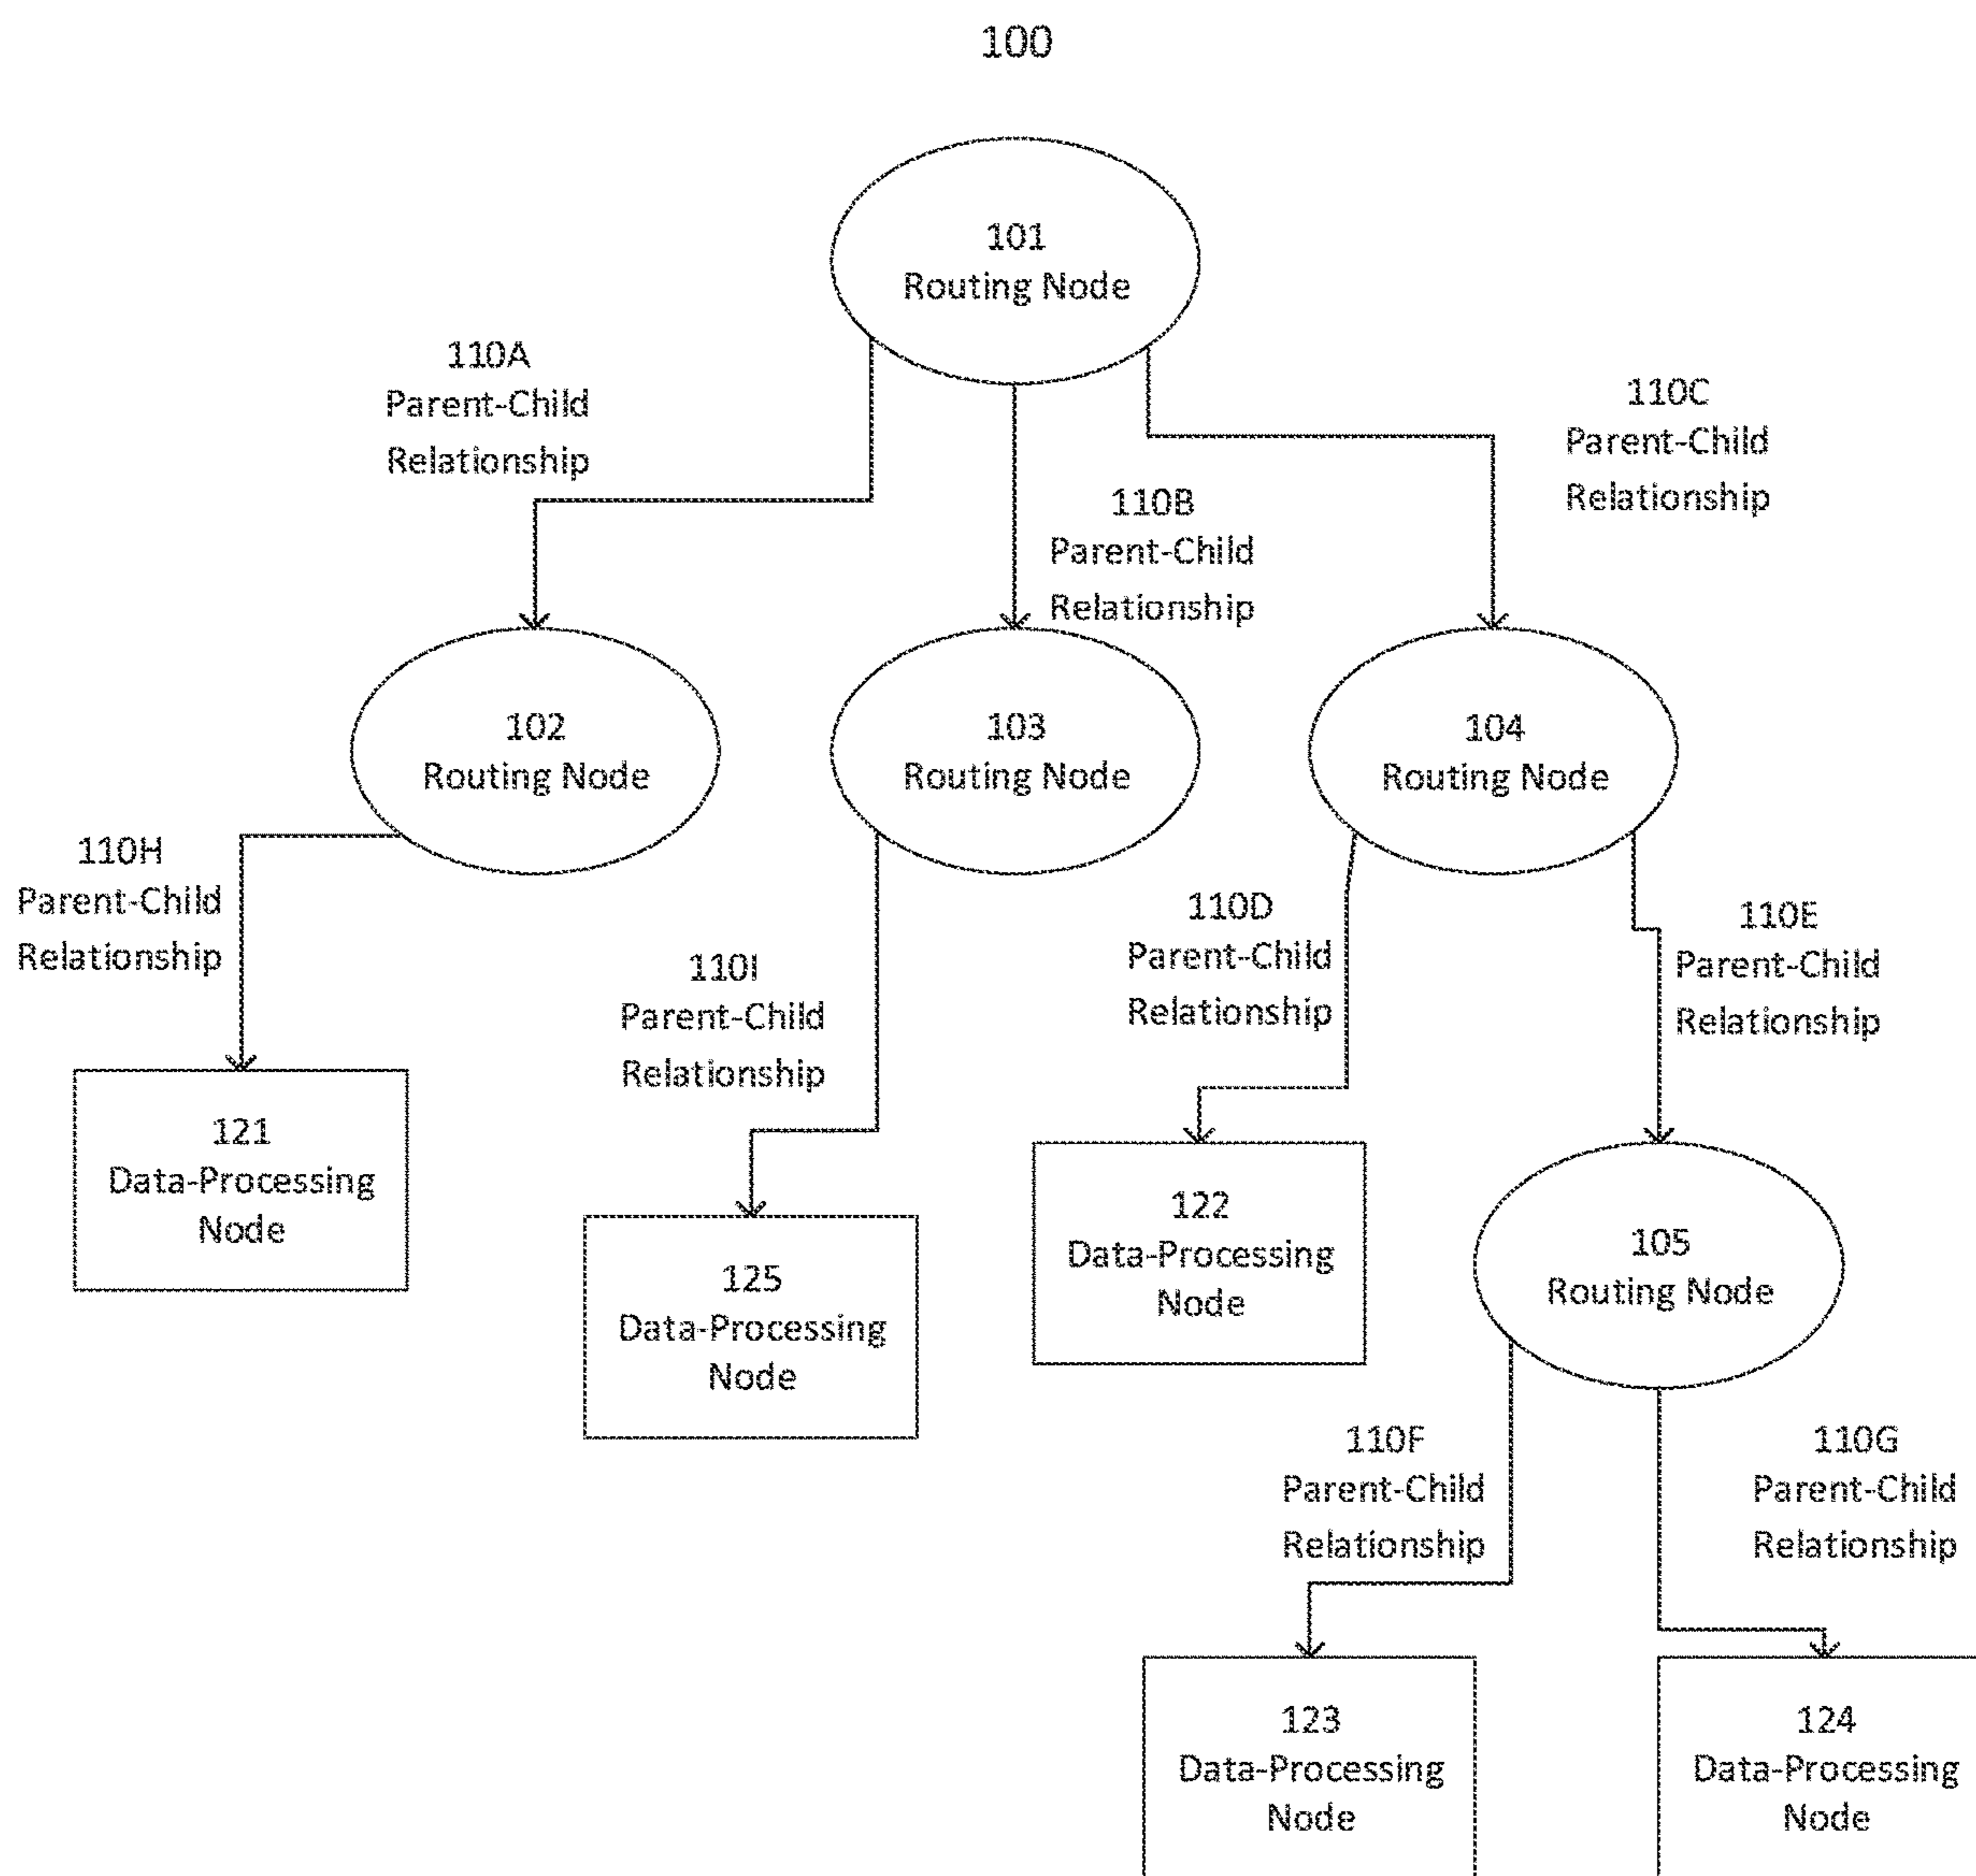 100
101
Routing Node
110A
Parent-Child
Relationship
110B
Parent-Child
Relationship
110C
Parent-Child
Relationship
102
Routing Node
103
Routing Node
104
Routing Node
110H
Parent-Child
Relationship
110I
Parent-Child
Relationship
110D
Parent-Child
Relationship
110E
Parent-Child
Relationship
121
Data-Processing
Node
125
Data-Processing
Node
122
Data-Processing
Node
105
Routing Node
110F
Parent-Child
Relationship
110G
Parent-Child
Relationship
123
Data-Processing
Node
124
Data-Processing
Node